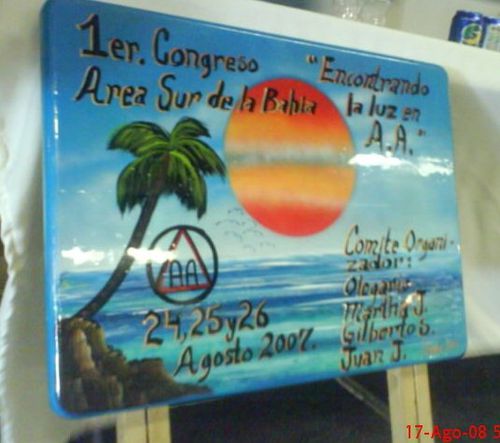 1er. Congreso
Area Sur de la Bahia
"Encontrando
la luz en
A.A."
AA
24, 25 y 26
Agosto 2007.
Comite Organi-
zador:
Martha J.
Gilberto S.
Juan J.
17-Ago-08